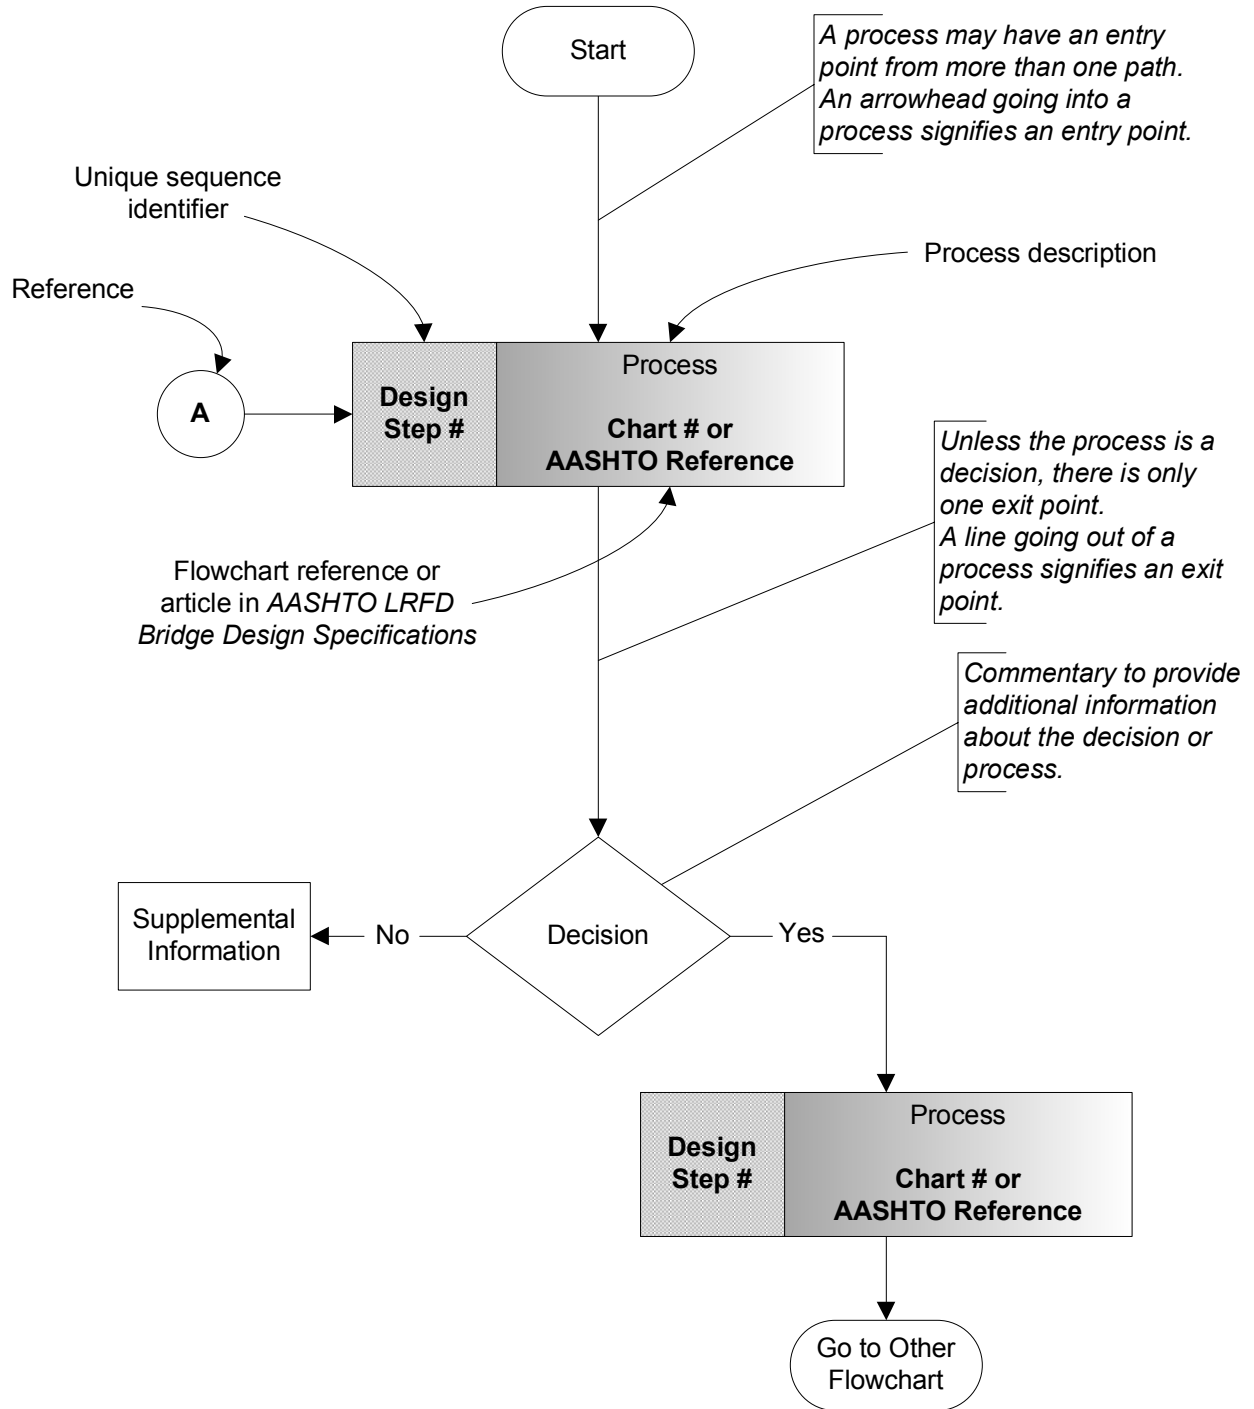 Start
A process may have an entry
point from more than one path.
An arrowhead going into a
process signifies an entry point.
Unique sequence
identifier
Process description
Reference
A
Design
Step #
Process
Chart # or
AASHTO Reference
Unless the process is a
decision, there is only
one exit point.
A line going out of a
process signifies an exit
point.
Flowchart reference or
article in AASHTO LRFD
Bridge Design Specifications
Commentary to provide
additional information
about the decision or
process.
Supplemental
Information
No
Decision
Yes
Design
Step #
Process
Chart # or
AASHTO Reference
Go to Other
Flowchart